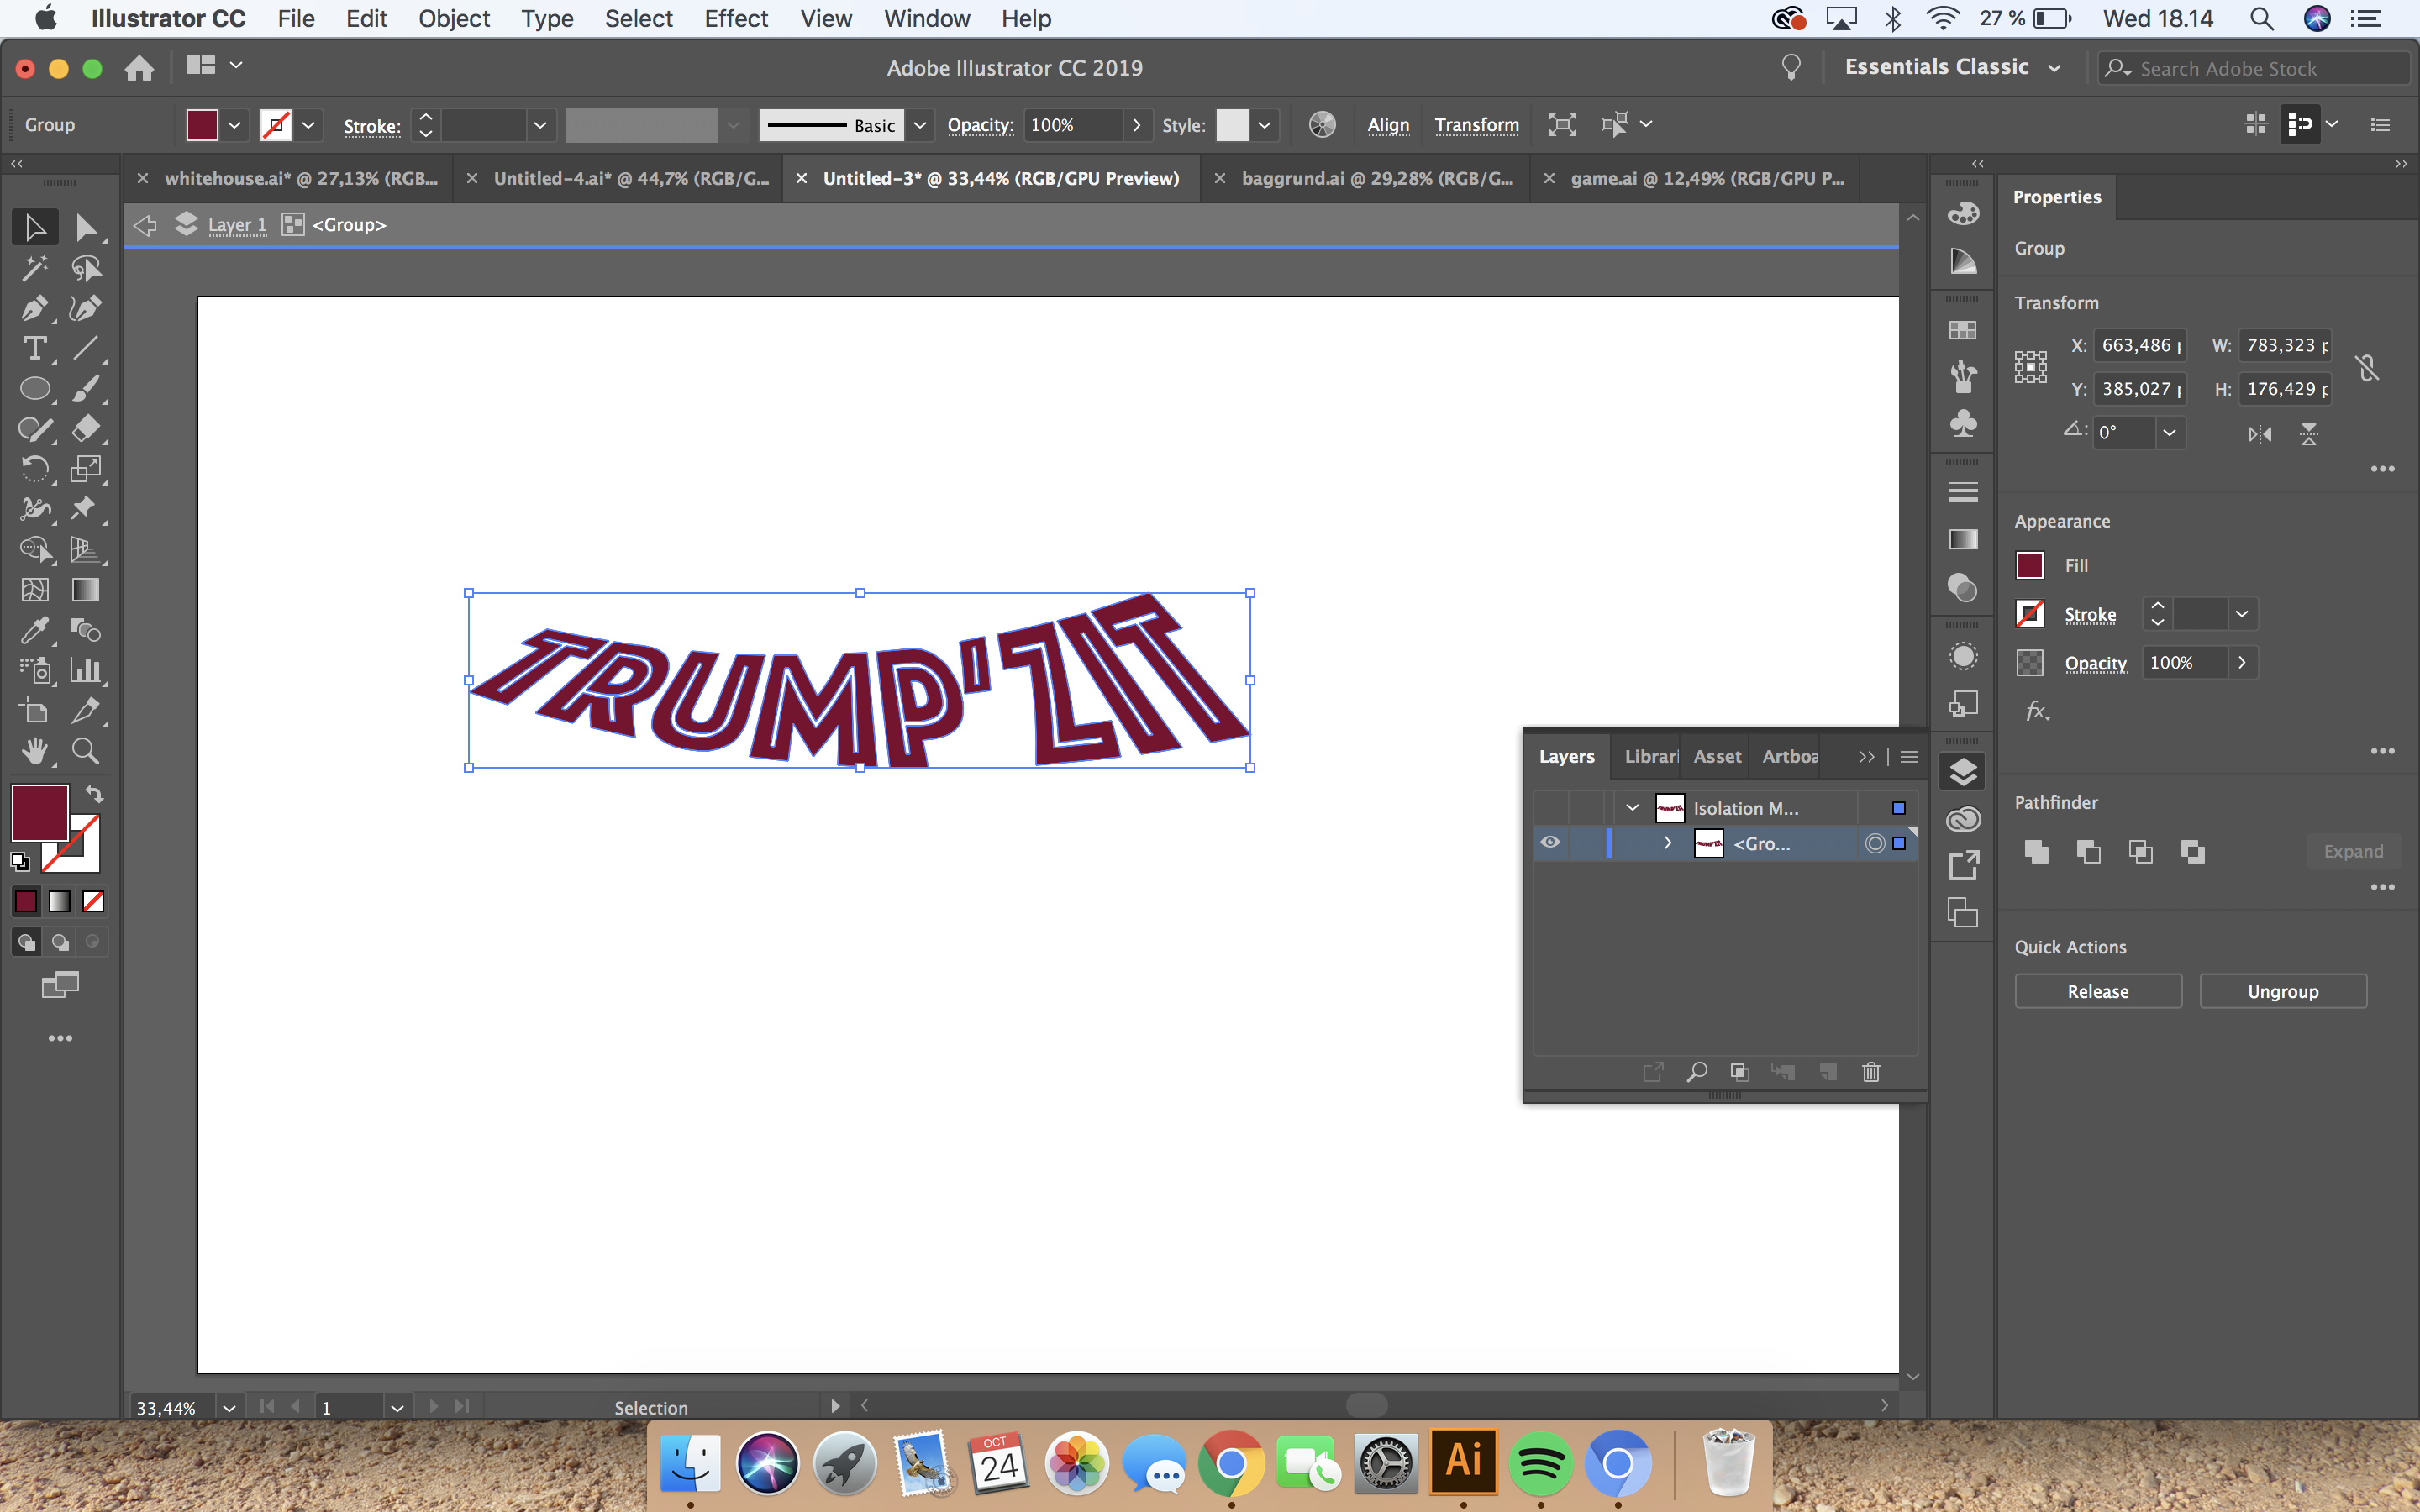 Illustrator CC File Edit Object Type Select Effect View Window Help 27 % Wed 18.14
Adobe Illustrator CC 2019 Essentials Classic Search Adobe Stock
Group Stroke: Basic Opacity: 100% Style: Align Transform
whitehouse.ai* @ 27,13% (RGB... Untitled-4.ai* @ 44,7% (RGB/G... Untitled-3* @ 33,44% (RGB/GPU Preview) baggrund.ai @ 29,28% (RGB/G... game.ai @ 12,49% (RGB/GPU P...
Layer 1 <Group>
TRUMP'ZIT
Layers Librari Asset Artboa
Isolation M...
<Gro...
Properties
Group
Transform
X: 663,486 p W: 783,323 p
Y: 385,027 p H: 176,429 p
0°
Appearance
Fill
Stroke
Opacity 100%
fx.
Pathfinder
Expand
Quick Actions
Release Ungroup
33,44% 1 Selection
OCT
24
Ai